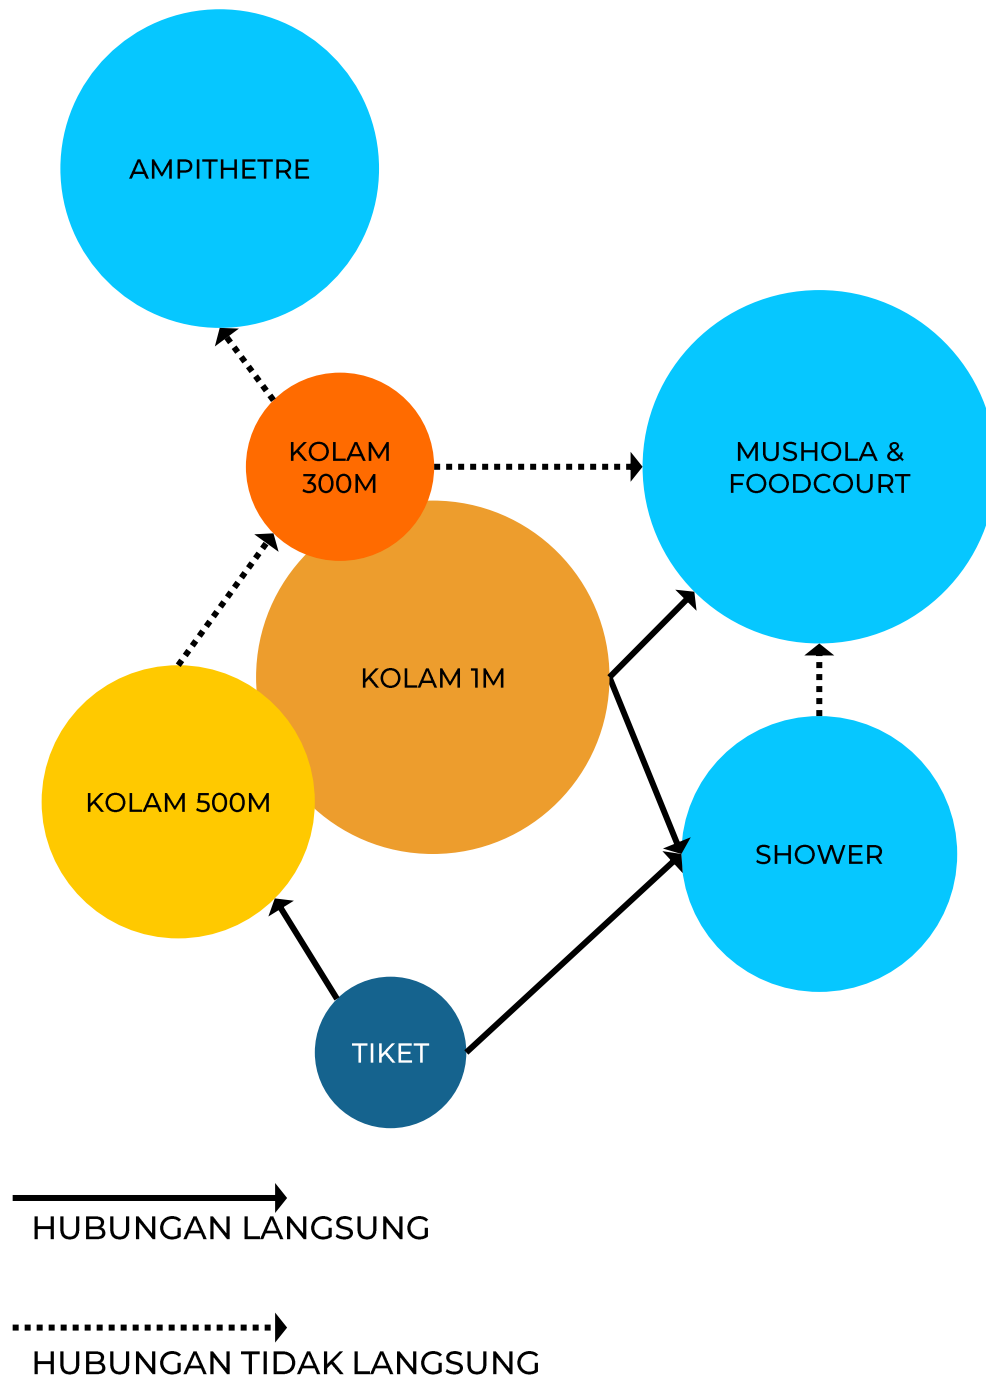 AMPITHETRE
KOLAM
300M
MUSHOLA &
FOODCOURT
KOLAM 1M
KOLAM 500M
SHOWER
TIKET
HUBUNGAN LANGSUNG
HUBUNGAN TIDAK LANGSUNG